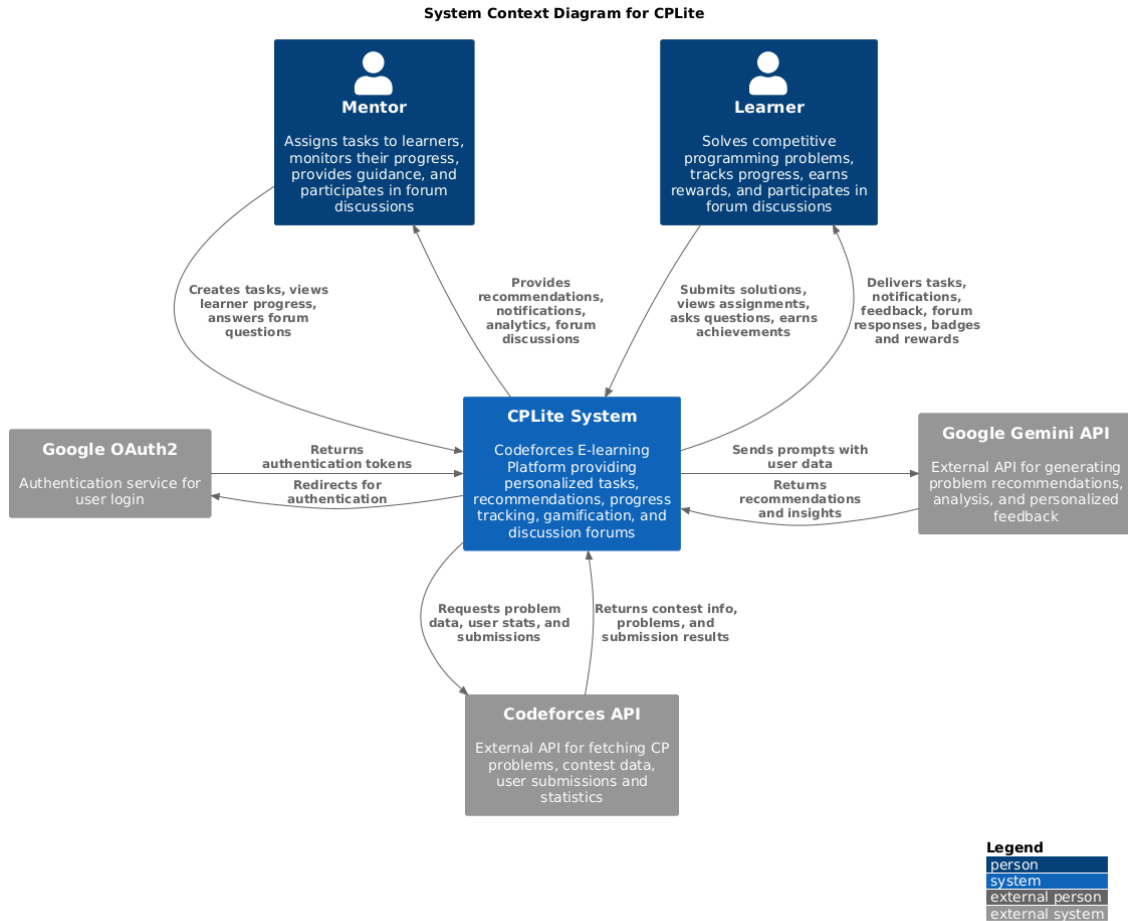 System Context Diagram for CPLite
Mentor
Assigns tasks to learners,
monitors their progress,
provides guidance, and
participates in forum
discussions
Learner
Solves competitive
programming problems,
tracks progress, earns
rewards, and participates in
forum discussions
Creates tasks, views
learner progress,
answers forum
questions
Provides
recommendations,
notifications,
analytics, forum
discussions
Submits solutions,
views assignments,
asks questions, earns
achievements
Delivers tasks,
notifications,
feedback, forum
responses, badges
and rewards
Google OAuth2
Authentication service for
user login
Returns
authentication tokens
Redirects for
authentication
CPLite System
Codeforces E-learning
Platform providing
personalized tasks,
recommendations, progress
tracking, gamification, and
discussion forums
Sends prompts with
user data
Returns
recommendations
and insights
Google Gemini API
External API for generating
problem recommendations,
analysis, and personalized
feedback
Requests problem
data, user stats, and
submissions
Returns contest info,
problems, and
submission results
Codeforces API
External API for fetching CP
problems, contest data,
user submissions and
statistics
Legend
person
system
external person
external system